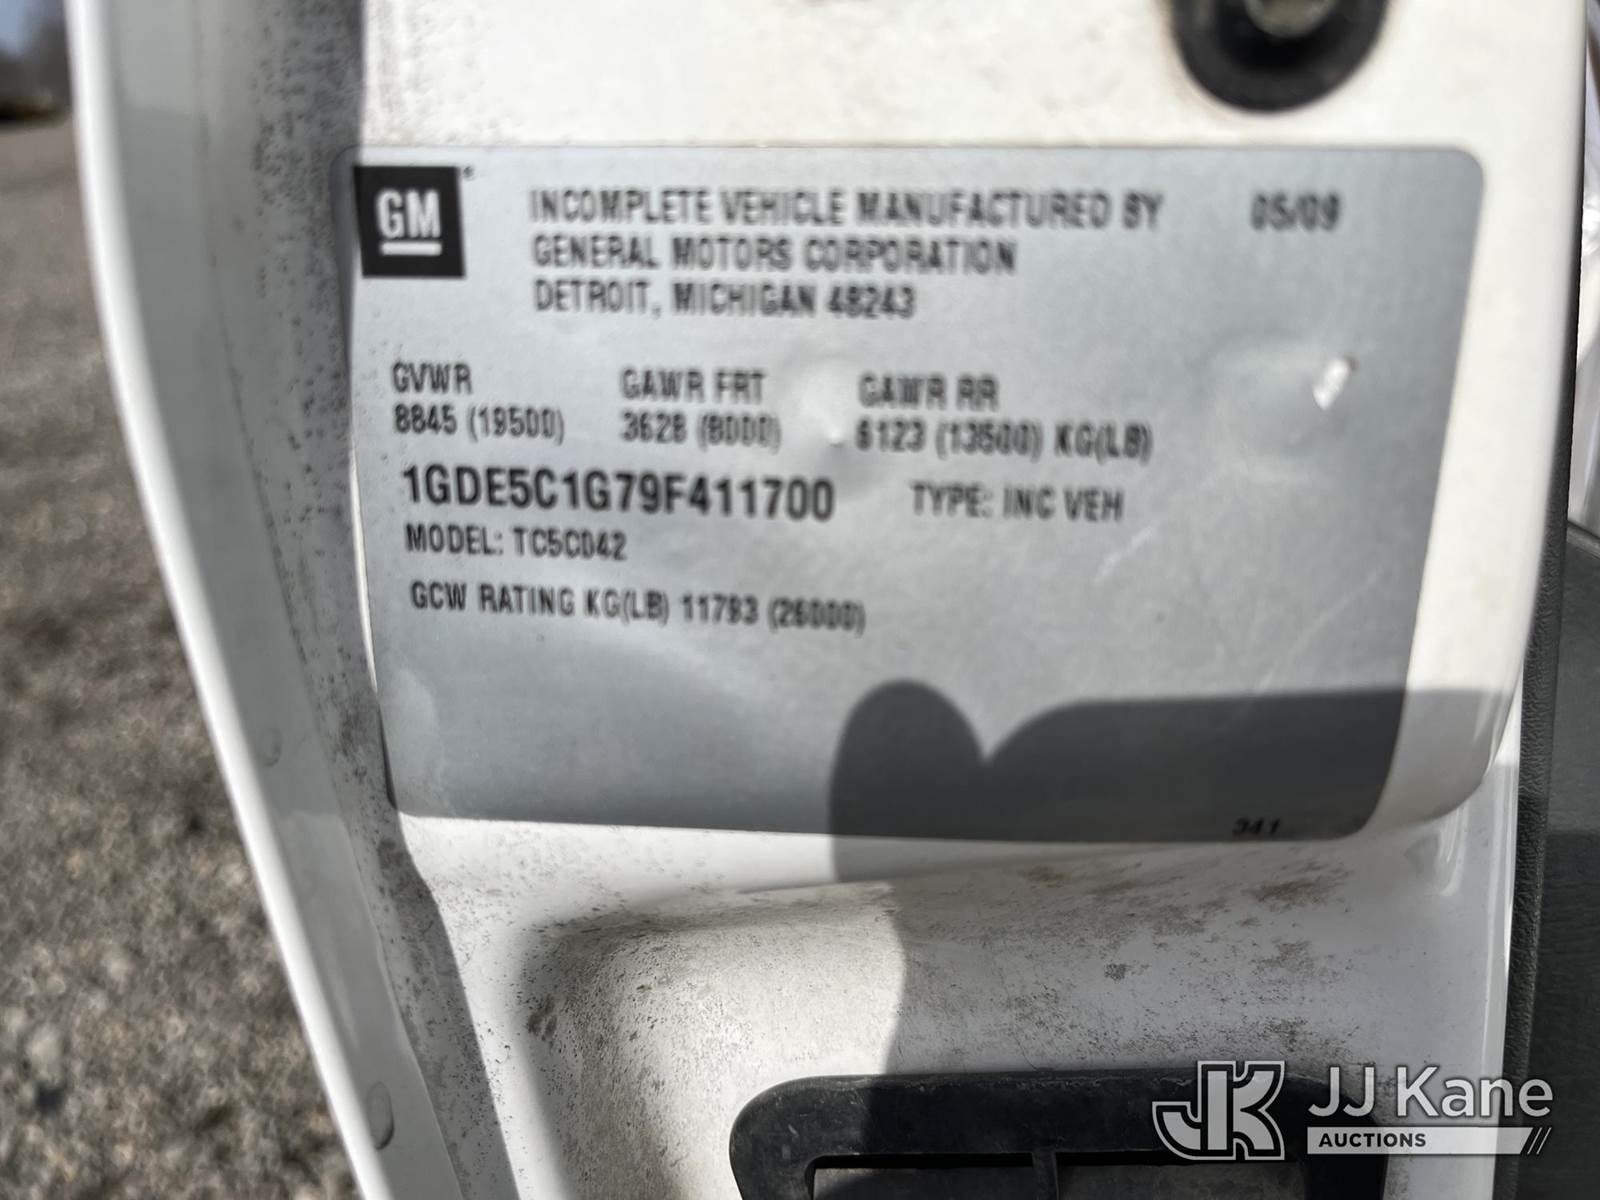 GM
INCOMPLETE VEHICLE MANUFACTURED BY 05/09
GENERAL MOTORS CORPORATION
DETROIT, MICHIGAN 48243
GVWR GAWR FRT GAWR RR
8845 (19500) 3628 (8000) 6123 (13500) KG(LB)
1GDE5C1G79F411700 TYPE: INC VEH
MODEL: TC5C042
GCW RATING KG(LB) 11793 (26000)
341
JK JJ Kane
AUCTIONS